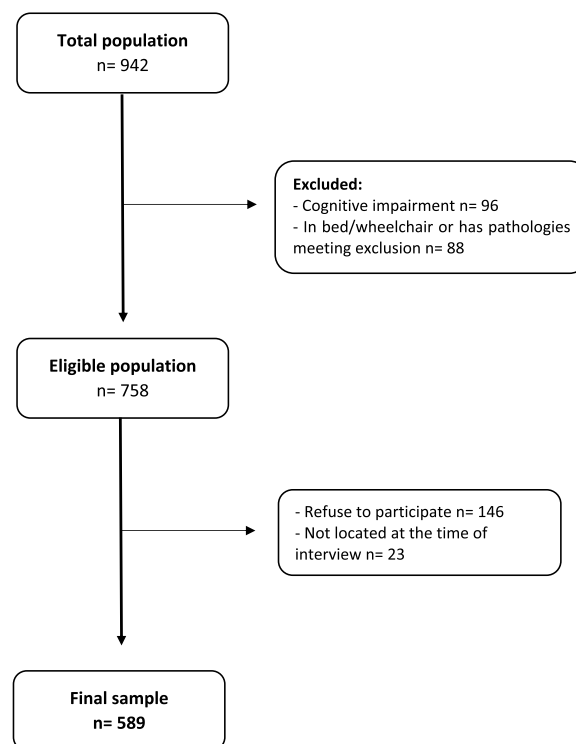 Total population
n= 942
Excluded:
- Cognitive impairment n= 96
- In bed/wheelchair or has pathologies
meeting exclusion n= 88
Eligible population
n= 758
- Refuse to participate n= 146
- Not located at the time of
interview n= 23
Final sample
n= 589